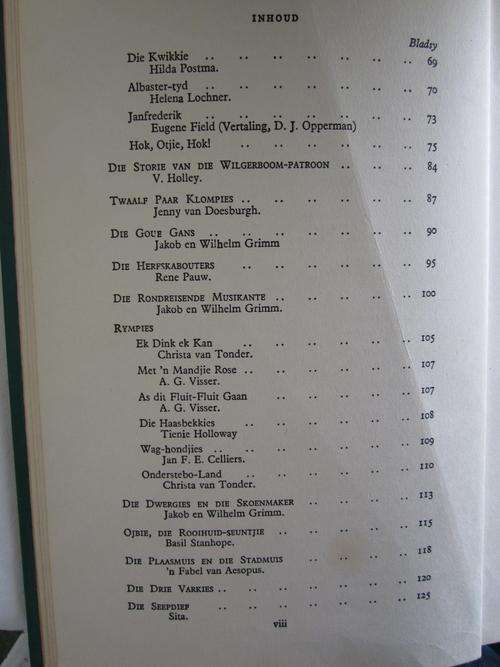 INHOUD
Bladsy
Die Kwikkie .. .. .. .. .. .. .. 69
Hilda Postma.
Albaster-tyd .. .. .. .. .. .. .. 70
Helena Lochner.
Janfrederik .. .. .. .. .. .. .. 73
Eugene Field (Vertaling, D. J. Opperman)
Hok, Otjie, Hok! .. .. .. .. .. .. 75
Die Storie van die Wilgerboom-patroon .. .. .. 84
V. Holley.
Twaalf Paar Klompies .. .. .. .. .. .. 87
Jenny van Doesburgh.
Die Goue Gans .. .. .. .. .. .. .. 90
Jakob en Wilhelm Grimm
Die Herfskabouters .. .. .. .. .. .. 95
Rene Pauw.
Die Rondreisende Musikante .. .. .. .. .. 100
Jakob en Wilhelm Grimm.
Rympies
Ek Dink ek Kan .. .. .. .. .. .. 105
Christa van Tonder.
Met 'n Mandjie Rose .. .. .. .. .. .. 107
A. G. Visser.
As dit Fluit-Fluit Gaan .. .. .. .. .. 107
A. G. Visser.
Die Haasbekkies .. .. .. .. .. .. 108
Tienie Holloway
Wag-hondjies .. .. .. .. .. .. .. 109
Jan F. E. Celliers.
Onderstebo-Land .. .. .. .. .. .. 110
Christa van Tonder.
Die Dwergies en die Skoenmaker .. .. .. .. 113
Jakob en Wilhelm Grimm.
Ojbie, die Rooihuid-seuntjie .. .. .. .. .. 115
Basil Stanhope.
Die Plaasmuis en die Stadmuis .. .. .. .. 118
'n Fabel van Aesopus.
Die Drie Varkies .. .. .. .. .. .. .. 120
Die Seepdief .. .. .. .. .. .. .. 125
Sita.
viii